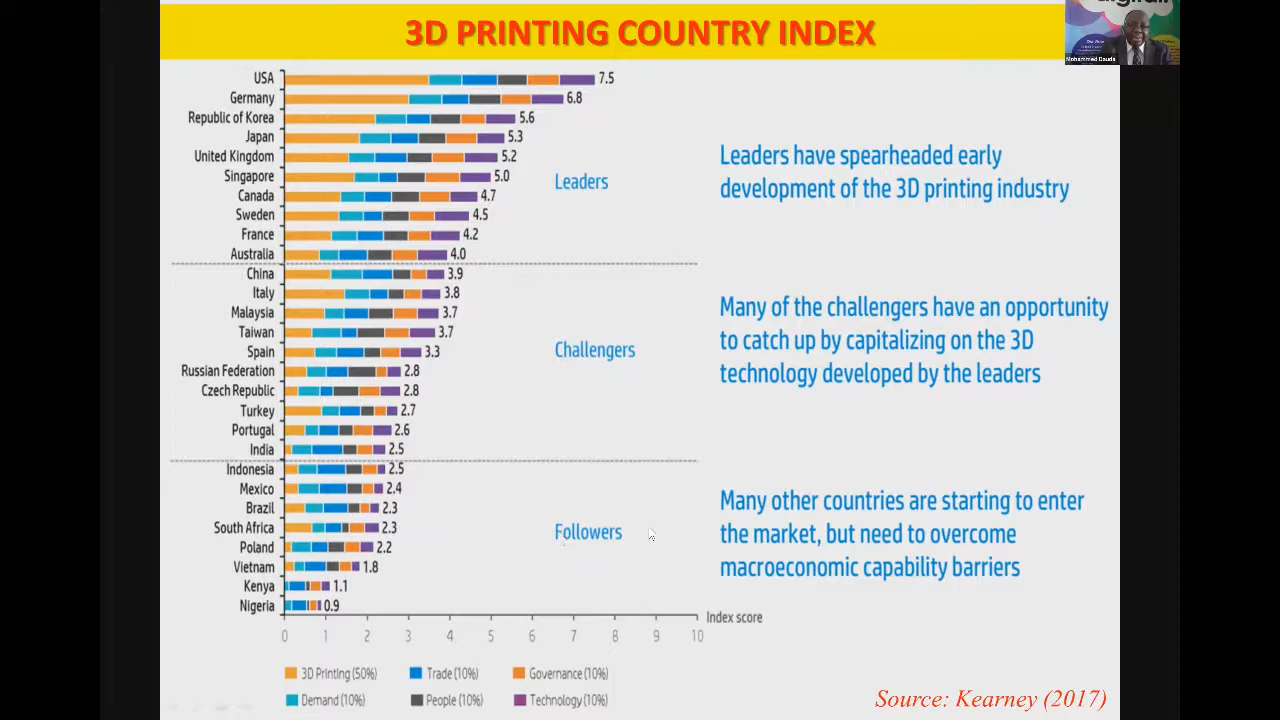 3D PRINTING COUNTRY INDEX
Mohammed Dauda
USA 7.5
Germany 6.8
Republic of Korea 5.6
Japan 5.3
United Kingdom 5.2
Singapore 5.0
Canada 4.7
Sweden 4.5
France 4.2
Australia 4.0
Leaders
Leaders have spearheaded early
development of the 3D printing industry
China 3.9
Italy 3.8
Malaysia 3.7
Taiwan 3.7
Spain 3.3
Russian Federation 2.8
Czech Republic 2.8
Turkey 2.7
Portugal 2.6
India 2.5
Challengers
Many of the challengers have an opportunity
to catch up by capitalizing on the 3D
technology developed by the leaders
Indonesia 2.5
Mexico 2.4
Brazil 2.3
South Africa 2.3
Poland 2.2
Vietnam 1.8
Kenya 1.1
Nigeria 0.9
Followers
Many other countries are starting to enter
the market, but need to overcome
macroeconomic capability barriers
Index score
0 1 2 3 4 5 6 7 8 9 10
3D Printing (50%) Trade (10%) Governance (10%)
Demand (10%) People (10%) Technology (10%)
Source: Kearney (2017)